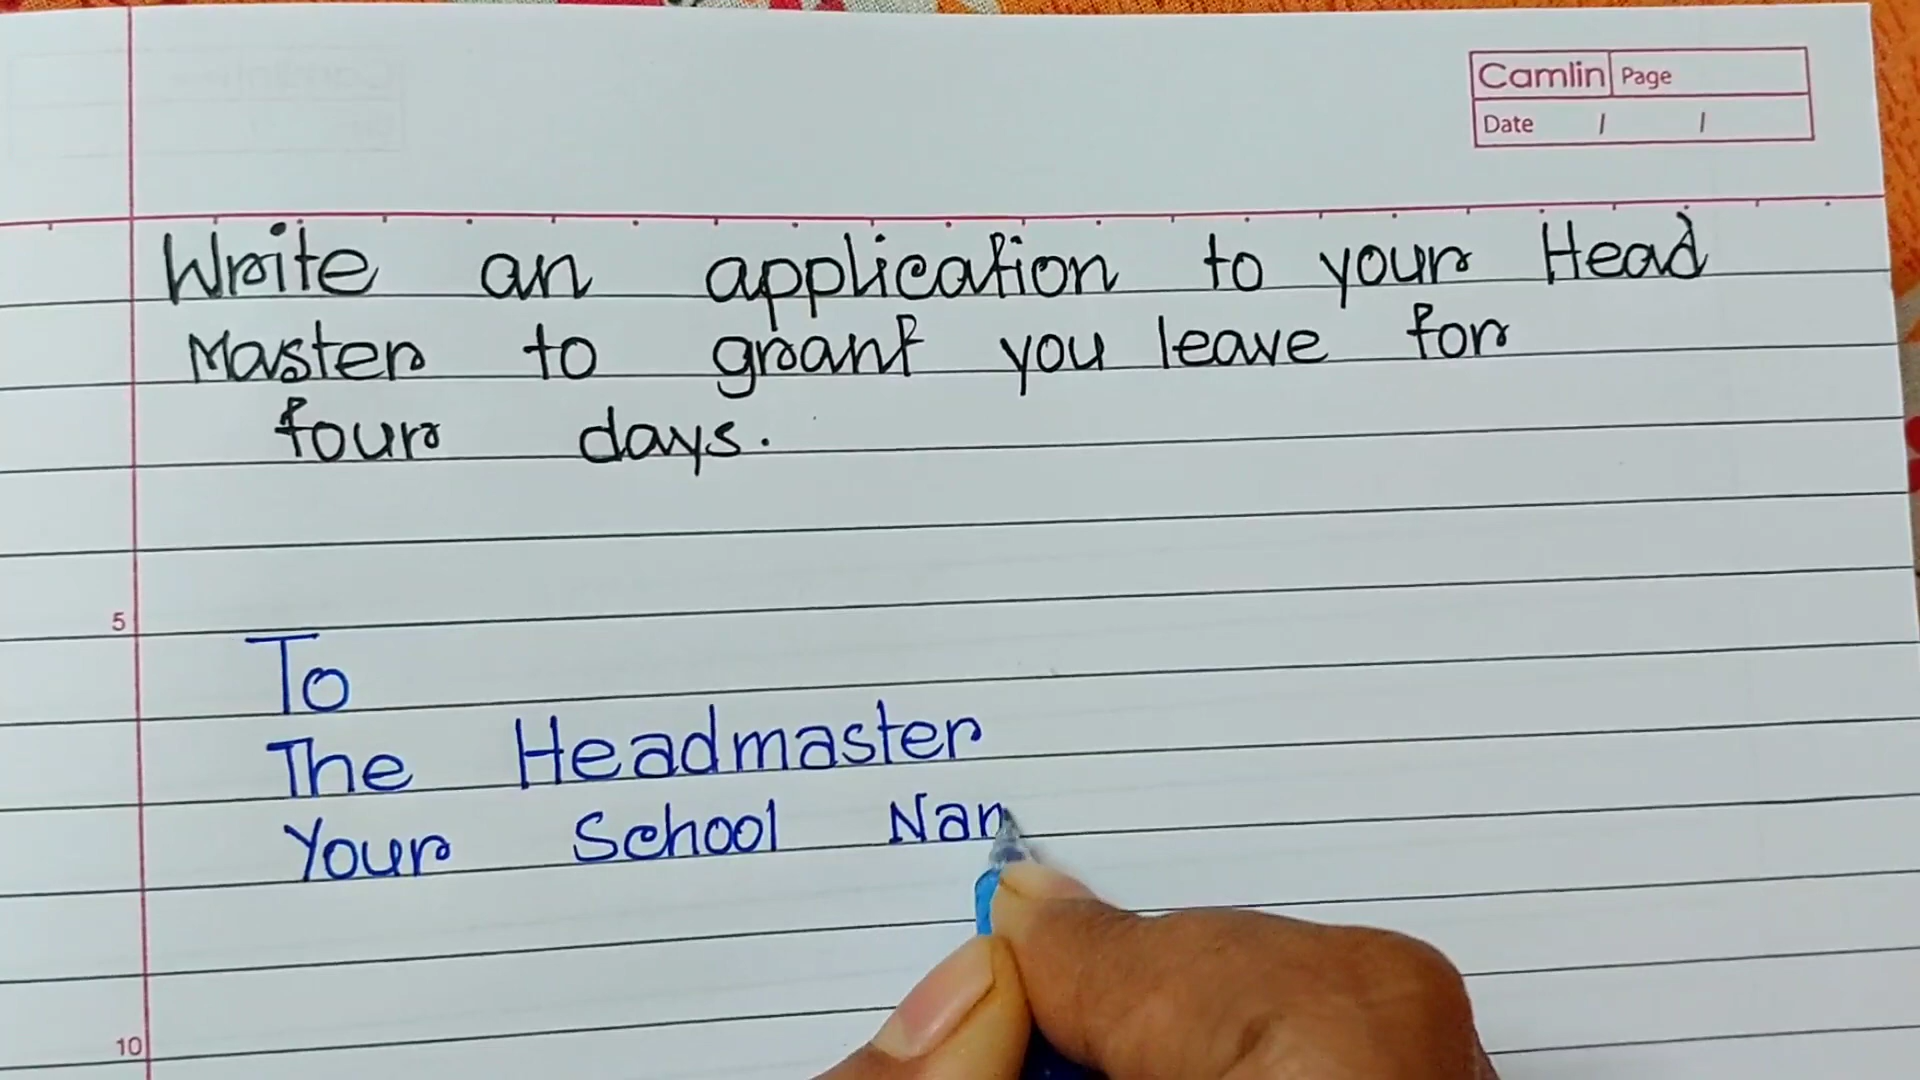 Camlin Page
Date / /
Write an application to your Head
Master to grant you leave for
four days.
5
To
The Headmaster
Your School Nam
10